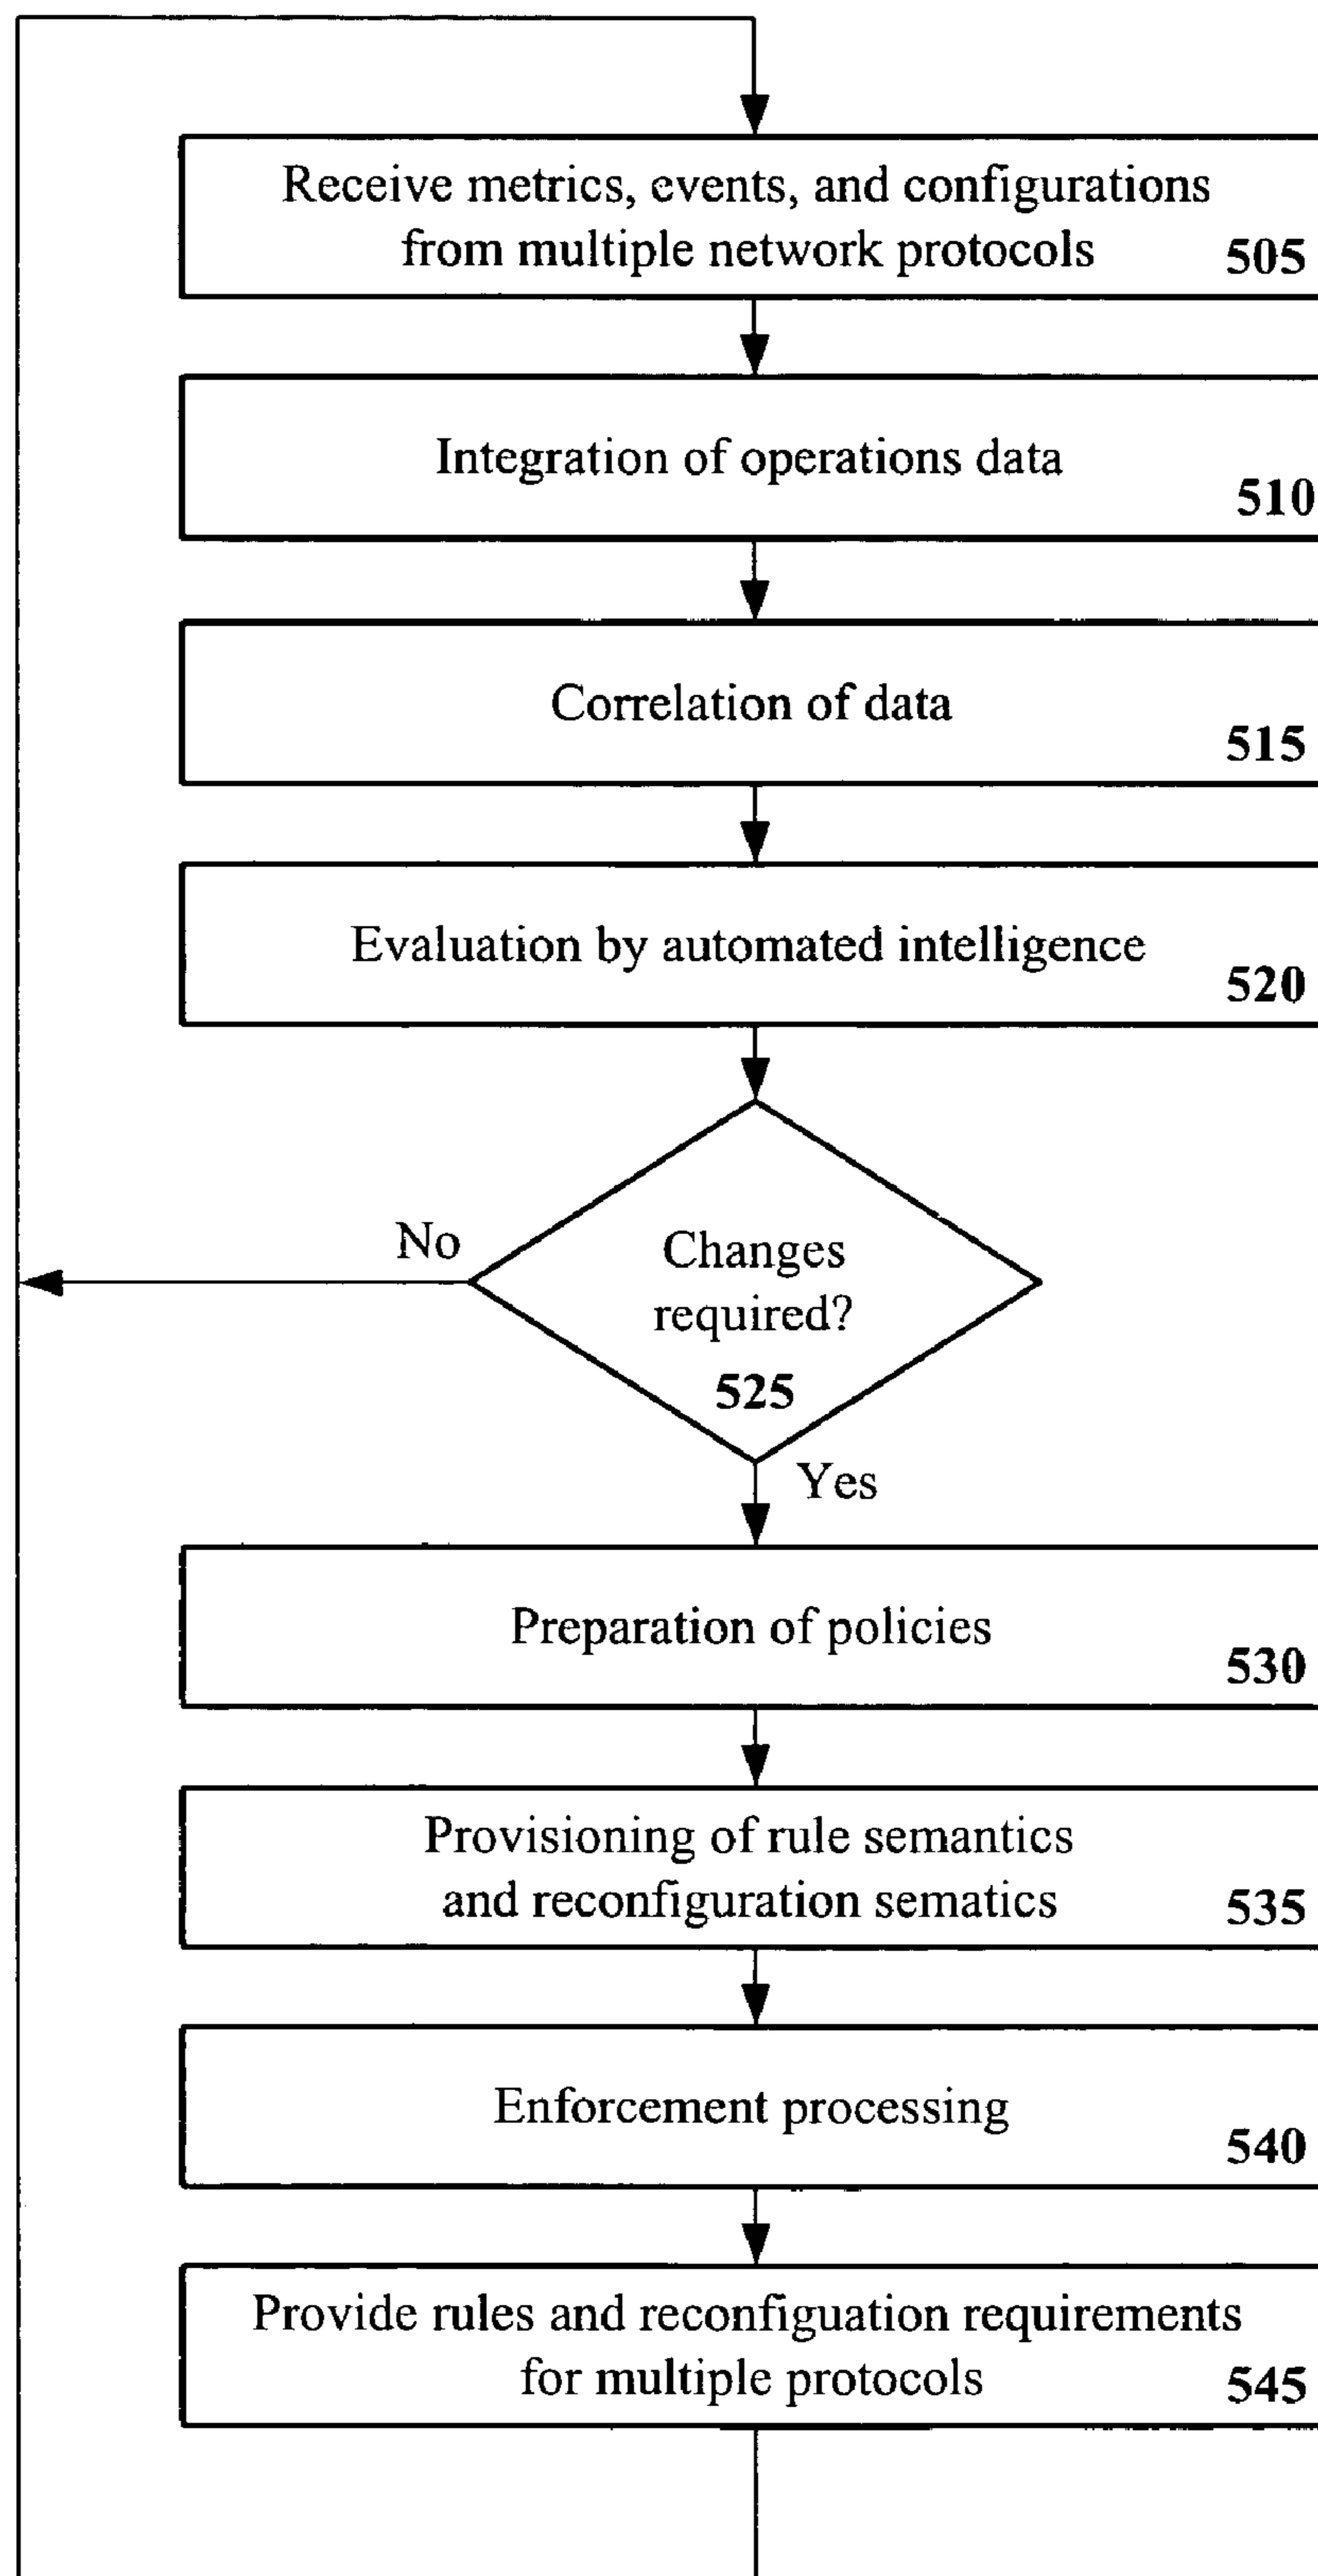 Receive metrics, events, and configurations
from multiple network protocols
505
Integration of operations data
510
Correlation of data
515
Evaluation by automated intelligence
520
No
Changes
required?
525
Yes
Preparation of policies
530
Provisioning of rule semantics
and reconfiguration sematics
535
Enforcement processing
540
Provide rules and reconfiguation requirements
for multiple protocols
545